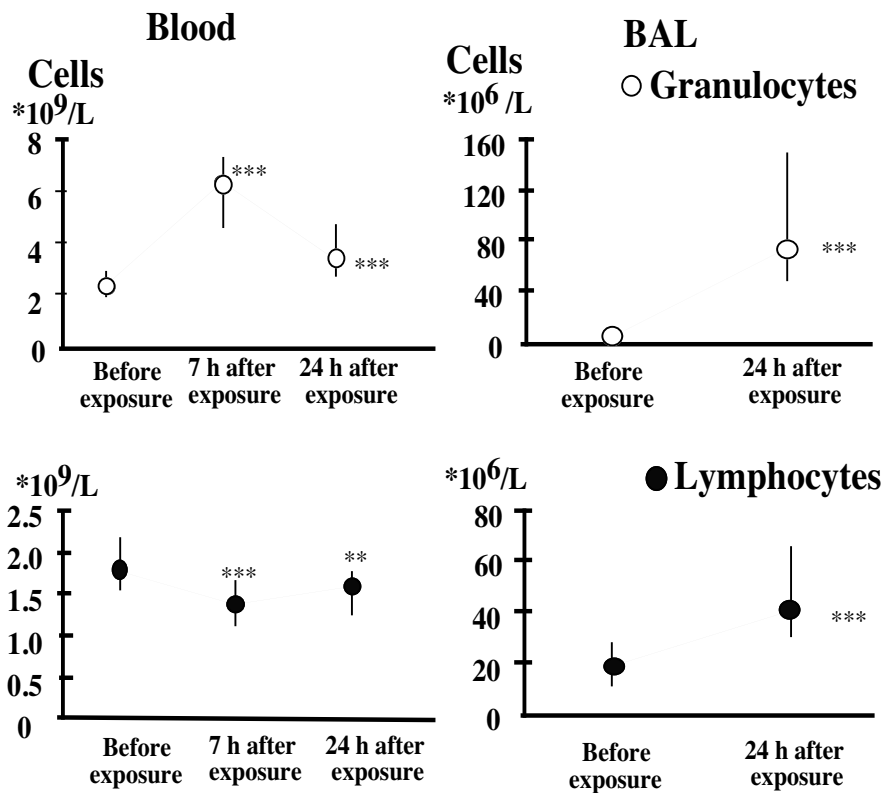 Blood
Cells
*10⁹/L
8
6
4
2
0
***
***
Before exposure
7 h after exposure
24 h after exposure
BAL
Cells
*10⁶ /L
Granulocytes
160
120
80
40
0
***
Before exposure
24 h after exposure
*10⁹/L
2.5
2.0
1.5
1.0
0.5
0
***
**
Before exposure
7 h after exposure
24 h after exposure
*10⁶/L
Lymphocytes
80
60
40
20
0
***
Before exposure
24 h after exposure